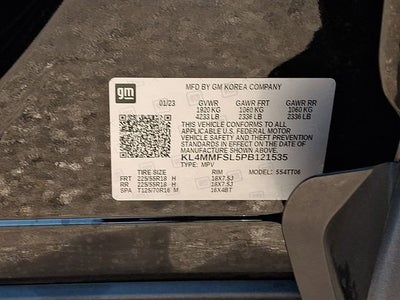 gm
MFD BY GM KOREA COMPANY
01/23 GVWR GAWR FRT GAWR RR
1920 KG 1060 KG 1060 KG
4233 LB 2336 LB 2336 LB
THIS VEHICLE CONFORMS TO ALL
APPLICABLE U.S. FEDERAL MOTOR
VEHICLE SAFETY AND THEFT PREVENTION
STANDARDS IN EFFECT ON THE DATE OF
MANUFACTURE SHOWN ABOVE.
KL4MMFSL5PB121535
TYPE: MPV
TIRE SIZE RIM MODEL: 5S4TT06
FRT 225/55R18 H 18X7.5J
RR 225/55R18 H 18X7.5J
SPA T125/70R16 M 16X4BT